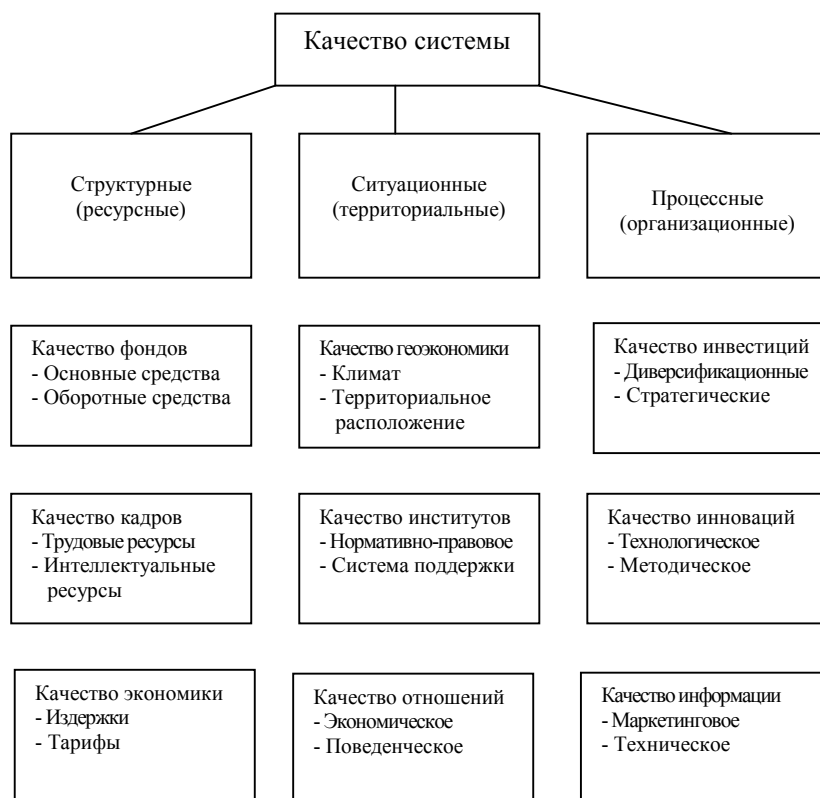 Качество системы
Структурные
(ресурсные)
Ситуационные
(территориальные)
Процессные
(организационные)
Качество фондов
- Основные средства
- Оборотные средства
Качество геоэкономики
- Климат
- Территориальное
расположение
Качество инвестиций
- Диверсификационные
- Стратегические
Качество кадров
- Трудовые ресурсы
- Интеллектуальные
ресурсы
Качество институтов
- Нормативно-правовое
- Система поддержки
Качество инноваций
- Технологическое
- Методическое
Качество экономики
- Издержки
- Тарифы
Качество отношений
- Экономическое
- Поведенческое
Качество информации
- Маркетинговое
- Техническое